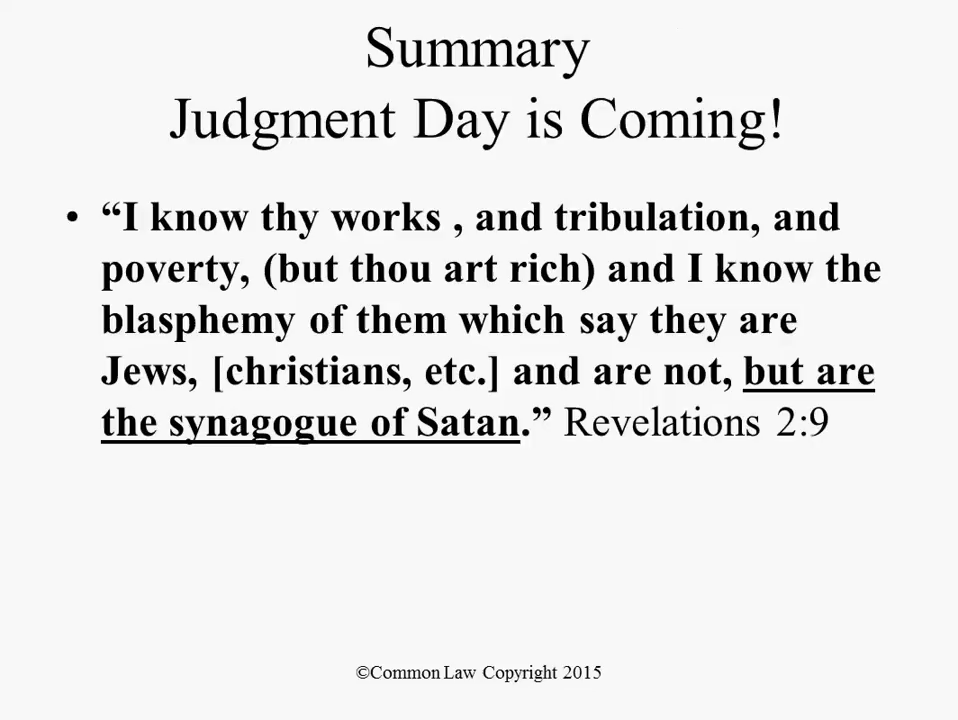 Summary
Judgment Day is Coming!
• “I know thy works , and tribulation, and
poverty, (but thou art rich) and I know the
blasphemy of them which say they are
Jews, [christians, etc.] and are not, but are
the synagogue of Satan.” Revelations 2:9
©Common Law Copyright 2015